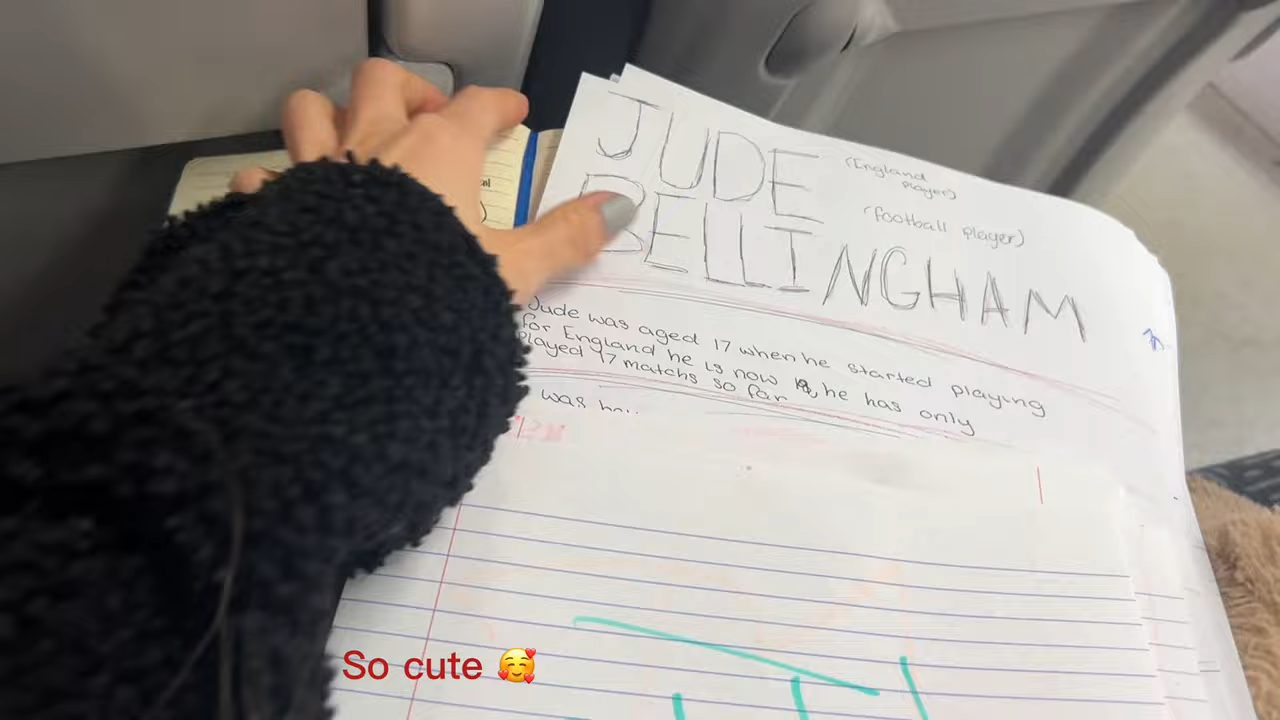 JUDE
(England
player)
BELLINGHAM
(football player)
Jude was aged 17 when he started playing
for England he is now 18, he has only
played 17 matchs so far
was
So cute 🥰